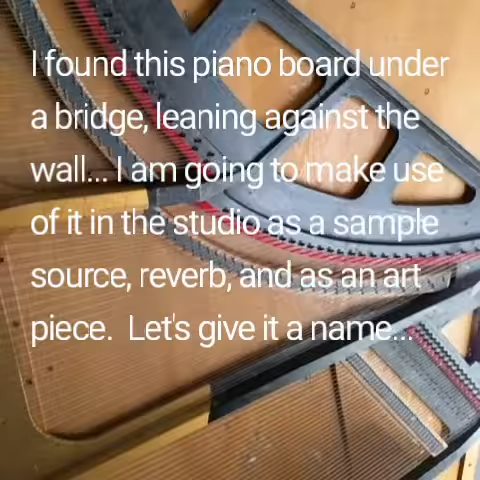 I found this piano board under
a bridge, leaning against the
wall... I am going to make use
of it in the studio as a sample
source, reverb, and as an art
piece.  Let's give it a name...